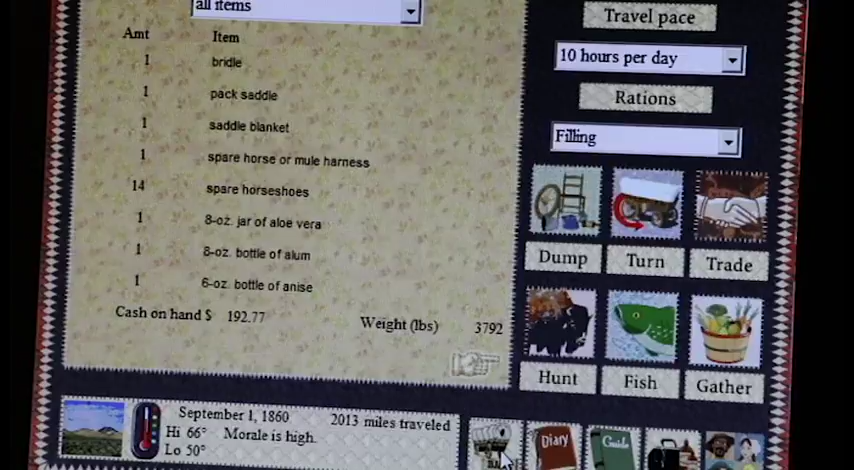 all items
Amt Item
1 bridle
1 pack saddle
1 saddle blanket
1 spare horse or mule harness
14 spare horseshoes
1 8-oz. jar of aloe vera
1 8-oz. bottle of alum
1 6-oz. bottle of anise
Cash on hand $ 192.77 Weight (lbs) 3792
Travel pace
10 hours per day
Rations
Filling
Dump Turn Trade
Hunt Fish Gather
September 1, 1860 2013 miles traveled
Hi 66° Morale is high.
Lo 50°
Diary Guide